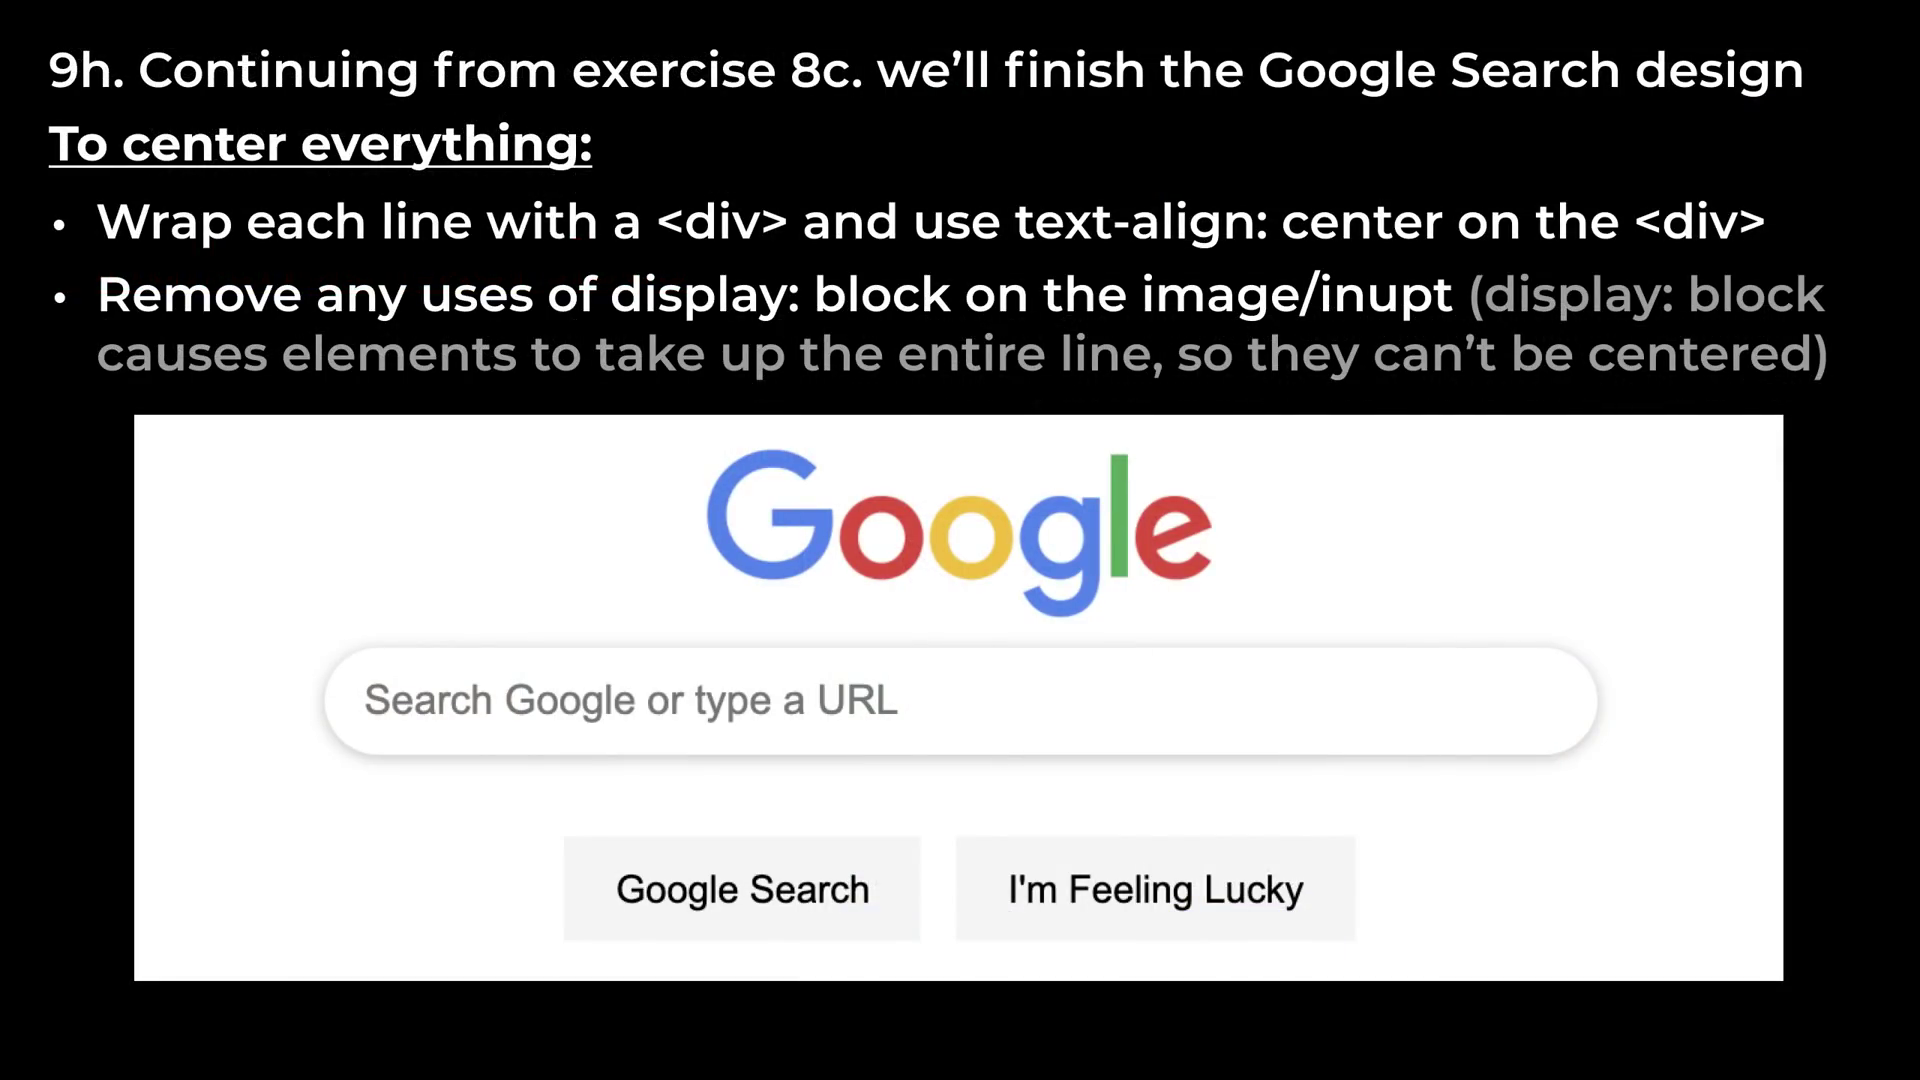 9h. Continuing from exercise 8c. we’ll finish the Google Search design
To center everything:
• Wrap each line with a <div> and use text-align: center on the <div>
• Remove any uses of display: block on the image/inupt (display: block
causes elements to take up the entire line, so they can’t be centered)
Google
Search Google or type a URL
Google Search
I'm Feeling Lucky